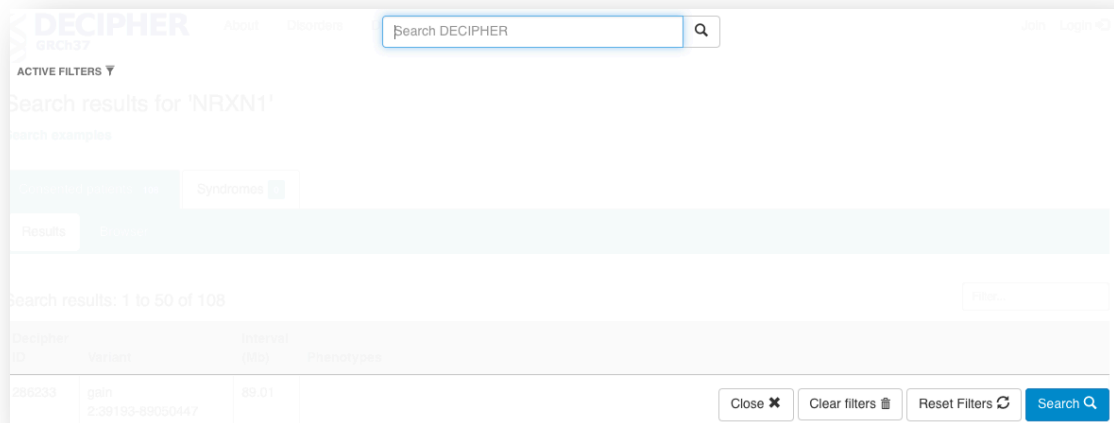 DECIPHER
GRCh37
About
Search DECIPHER
Join Login
ACTIVE FILTERS
Search results for 'NRXN1'
Search examples
Syndromes
Results
Search results: 1 to 50 of 108
Filter...
Decipher ID Variant Interval (Mb) Phenotypes
286233 gain 89.01
2:39193-89050447
Close Clear filters Reset Filters Search